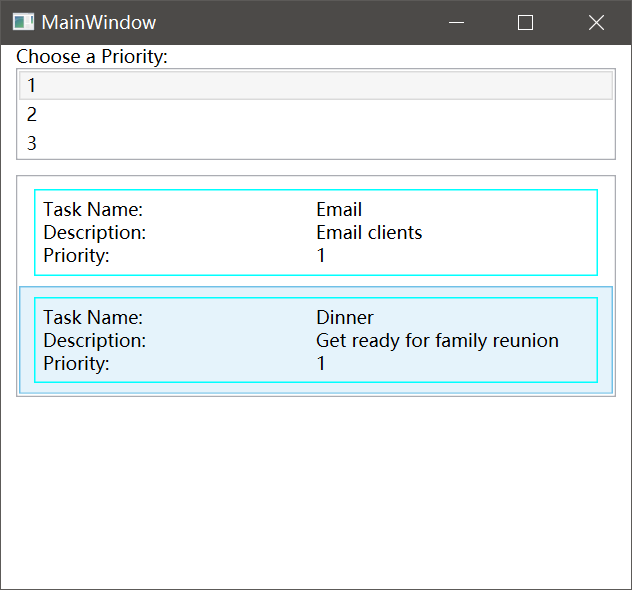 MainWindow
Choose a Priority:
1
2
3
Task Name: Email
Description: Email clients
Priority: 1
Task Name: Dinner
Description: Get ready for family reunion
Priority: 1